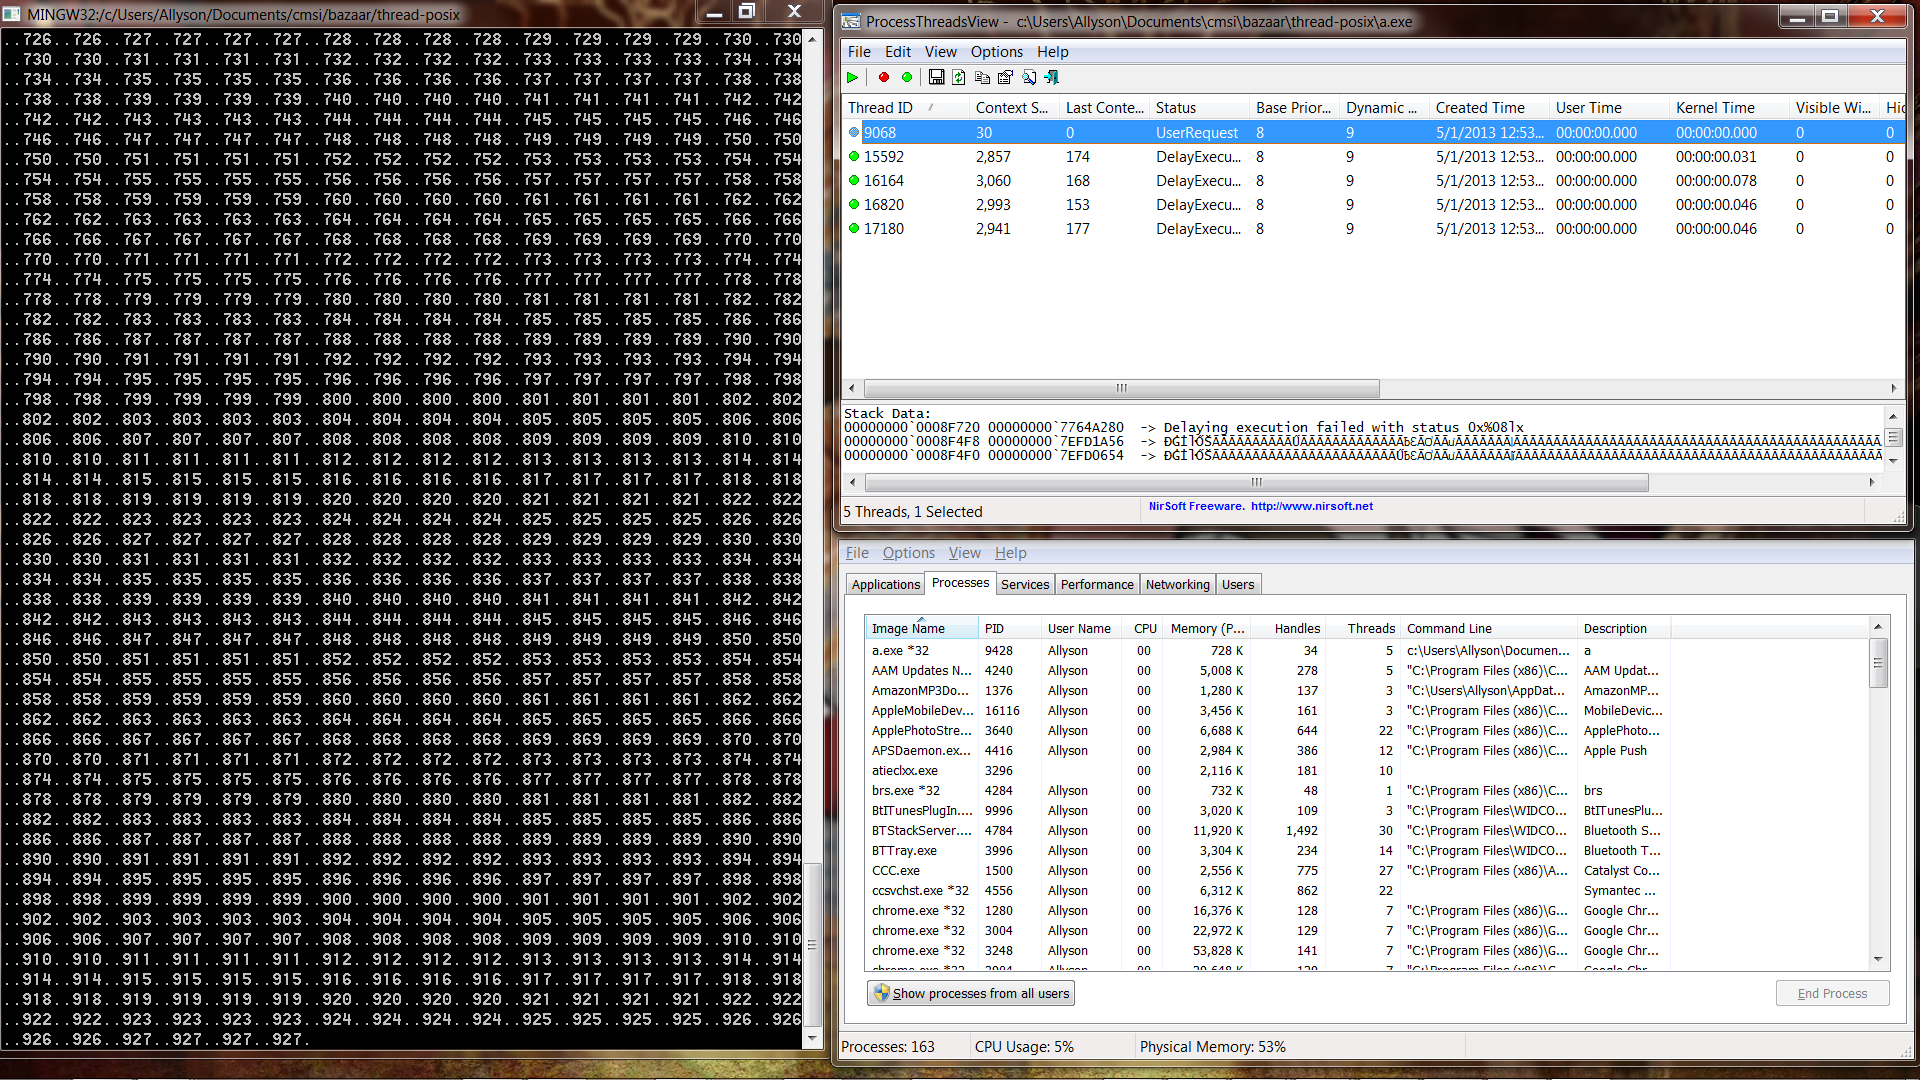 MINGW32:/c/Users/Allyson/Documents/cmsi/bazaar/thread-posix
..726..726..727..727..727..727..728..728..728..728..729..729..729..729..730..730
..730..730..731..731..731..731..732..732..732..732..733..733..733..733..734..734
..734..734..735..735..735..735..736..736..736..736..737..737..737..737..738..738
..738..738..739..739..739..739..740..740..740..740..741..741..741..741..742..742
..742..742..743..743..743..743..744..744..744..744..745..745..745..745..746..746
..746..746..747..747..747..747..748..748..748..748..749..749..749..749..750..750
..750..750..751..751..751..751..752..752..752..752..753..753..753..753..754..754
..754..754..755..755..755..755..756..756..756..756..757..757..757..757..758..758
..758..758..759..759..759..759..760..760..760..760..761..761..761..761..762..762
..762..762..763..763..763..763..764..764..764..764..765..765..765..765..766..766
..766..766..767..767..767..767..768..768..768..768..769..769..769..769..770..770
..770..770..771..771..771..771..772..772..772..772..773..773..773..773..774..774
..774..774..775..775..775..775..776..776..776..776..777..777..777..777..778..778
..778..778..779..779..779..779..780..780..780..780..781..781..781..781..782..782
..782..782..783..783..783..783..784..784..784..784..785..785..785..785..786..786
..786..786..787..787..787..787..788..788..788..788..789..789..789..789..790..790
..790..790..791..791..791..791..792..792..792..792..793..793..793..793..794..794
..794..794..795..795..795..795..796..796..796..796..797..797..797..797..798..798
..798..798..799..799..799..799..800..800..800..800..801..801..801..801..802..802
..802..802..803..803..803..803..804..804..804..804..805..805..805..805..806..806
..806..806..807..807..807..807..808..808..808..808..809..809..809..809..810..810
..810..810..811..811..811..811..812..812..812..812..813..813..813..813..814..814
..814..814..815..815..815..815..816..816..816..816..817..817..817..817..818..818
..818..818..819..819..819..819..820..820..820..820..821..821..821..821..822..822
..822..822..823..823..823..823..824..824..824..824..825..825..825..825..826..826
..826..826..827..827..827..827..828..828..828..828..829..829..829..829..830..830
..830..830..831..831..831..831..832..832..832..832..833..833..833..833..834..834
..834..834..835..835..835..835..836..836..836..836..837..837..837..837..838..838
..838..838..839..839..839..839..840..840..840..840..841..841..841..841..842..842
..842..842..843..843..843..843..844..844..844..844..845..845..845..845..846..846
..846..846..847..847..847..847..848..848..848..848..849..849..849..849..850..850
..850..850..851..851..851..851..852..852..852..852..853..853..853..853..854..854
..854..854..855..855..855..855..856..856..856..856..857..857..857..857..858..858
..858..858..859..859..859..859..860..860..860..860..861..861..861..861..862..862
..862..862..863..863..863..863..864..864..864..864..865..865..865..865..866..866
..866..866..867..867..867..867..868..868..868..868..869..869..869..869..870..870
..870..870..871..871..871..871..872..872..872..872..873..873..873..873..874..874
..874..874..875..875..875..875..876..876..876..876..877..877..877..877..878..878
..878..878..879..879..879..879..880..880..880..880..881..881..881..881..882..882
..882..882..883..883..883..883..884..884..884..884..885..885..885..885..886..886
..886..886..887..887..887..887..888..888..888..888..889..889..889..889..890..890
..890..890..891..891..891..891..892..892..892..892..893..893..893..893..894..894
..894..894..895..895..895..895..896..896..896..896..897..897..897..897..898..898
..898..898..899..899..899..899..900..900..900..900..901..901..901..901..902..902
..902..902..903..903..903..903..904..904..904..904..905..905..905..905..906..906
..906..906..907..907..907..907..908..908..908..908..909..909..909..909..910..910
..910..910..911..911..911..911..912..912..912..912..913..913..913..913..914..914
..914..914..915..915..915..915..916..916..916..916..917..917..917..917..918..918
..918..918..919..919..919..919..920..920..920..920..921..921..921..921..922..922
..922..922..923..923..923..923..924..924..924..924..925..925..925..925..926..926
..926..926..927..927..927.
ProcessThreadsView - c:\Users\Allyson\Documents\cmsi\bazaar\thread-posix\a.exe
File Edit View Options Help
Thread ID Context S... Last Conte... Status Base Prior... Dynamic ... Created Time User Time Kernel Time Visible Wi... Hid
9068 30 0 UserRequest 8 9 5/1/2013 12:53... 00:00:00.000 00:00:00.000 0 0
15592 2,857 174 DelayExecu... 8 9 5/1/2013 12:53... 00:00:00.000 00:00:00.031 0 0
16164 3,060 168 DelayExecu... 8 9 5/1/2013 12:53... 00:00:00.000 00:00:00.078 0 0
16820 2,993 153 DelayExecu... 8 9 5/1/2013 12:53... 00:00:00.000 00:00:00.046 0 0
17180 2,941 177 DelayExecu... 8 9 5/1/2013 12:53... 00:00:00.000 00:00:00.046 0 0
Stack Data:
00000000`0008F720 00000000`7764A280 -> Delaying execution failed with status 0x%08lx
00000000`0008F4F8 00000000`7EFD1A56 ->
00000000`0008F4F0 00000000`7EFD0654 ->
5 Threads, 1 Selected
NirSoft Freeware. http://www.nirsoft.net
File Options View Help
Applications Processes Services Performance Networking Users
Image Name PID User Name CPU Memory (P... Handles Threads Command Line Description
a.exe *32 9428 Allyson 00 728 K 34 5 c:\Users\Allyson\Documen... a
AAM Updates N... 4240 Allyson 00 5,008 K 278 5 "C:\Program Files (x86)\C... AAM Updat...
AmazonMP3Do... 1376 Allyson 00 1,280 K 137 3 "C:\Users\Allyson\AppDat... AmazonMP...
AppleMobileDev... 16116 Allyson 00 3,456 K 161 3 "C:\Program Files (x86)\C... MobileDevic...
ApplePhotoStre... 3640 Allyson 00 6,688 K 644 22 "C:\Program Files (x86)\C... ApplePhoto...
APSDaemon.ex... 4416 Allyson 00 2,984 K 386 12 "C:\Program Files (x86)\C... Apple Push
atieclxx.exe 3296 00 2,116 K 181 10
brs.exe *32 4284 Allyson 00 732 K 48 1 "C:\Program Files (x86)\C... brs
BtITunesPlugIn.... 9996 Allyson 00 3,020 K 109 3 "C:\Program Files\WIDCO... BtITunesPlu...
BTStackServer.... 4784 Allyson 00 11,920 K 1,492 30 "C:\Program Files\WIDCO... Bluetooth S...
BTTray.exe 3996 Allyson 00 3,304 K 234 14 "C:\Program Files\WIDCO... Bluetooth T...
CCC.exe 1500 Allyson 00 2,556 K 775 27 "C:\Program Files (x86)\A... Catalyst Co...
ccsvchst.exe *32 4556 Allyson 00 6,312 K 862 22 Symantec ...
chrome.exe *32 1280 Allyson 00 16,376 K 128 7 "C:\Program Files (x86)\G... Google Chr...
chrome.exe *32 3004 Allyson 00 22,972 K 129 7 "C:\Program Files (x86)\G... Google Chr...
chrome.exe *32 3248 Allyson 00 53,828 K 141 7 "C:\Program Files (x86)\G... Google Chr...
Show processes from all users
End Process
Processes: 163 CPU Usage: 5% Physical Memory: 53%